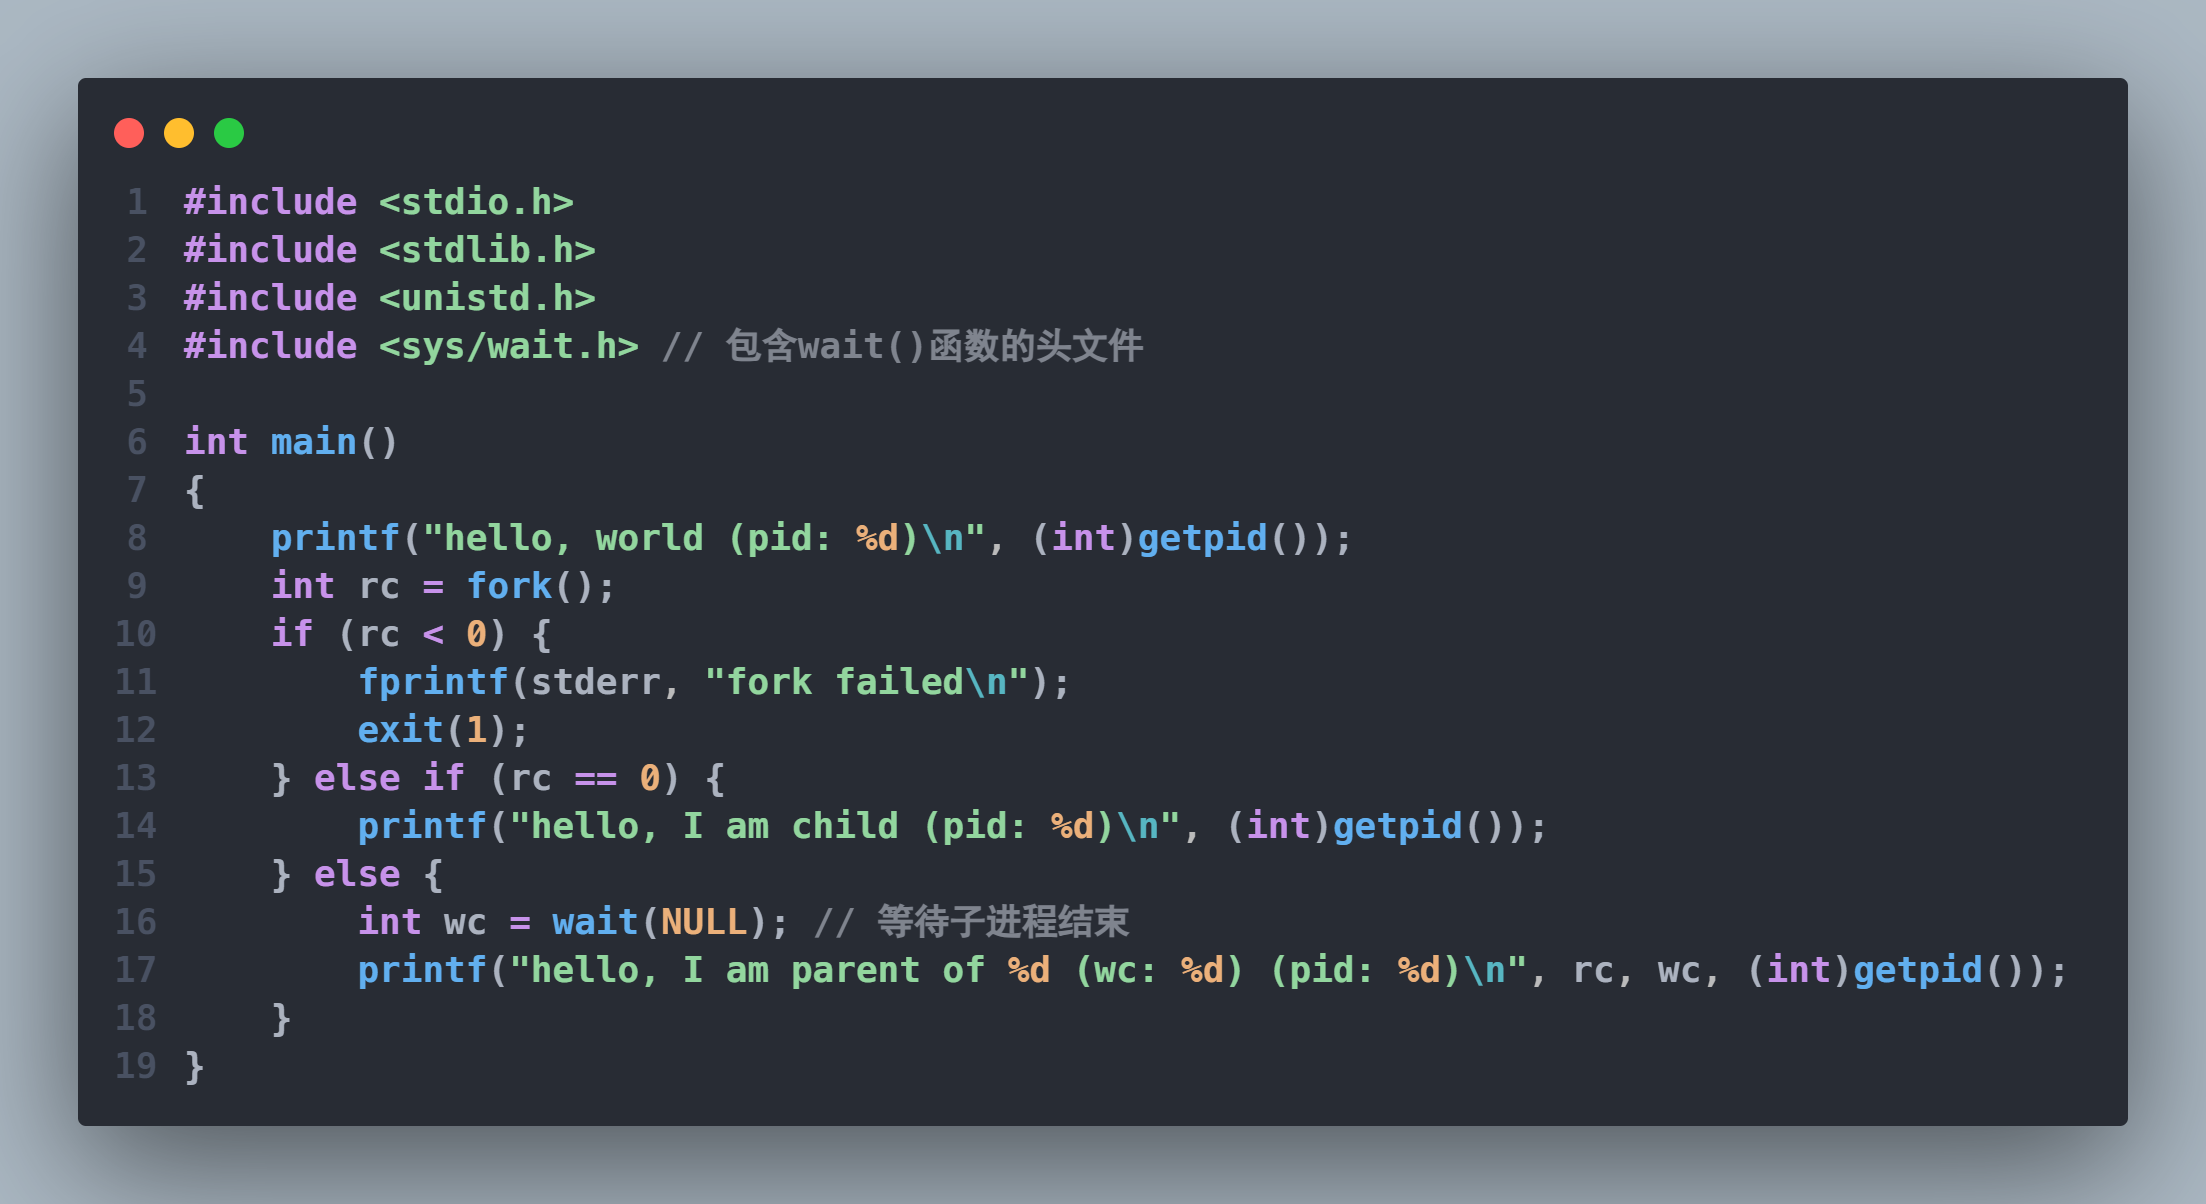 1 #include <stdio.h>
2 #include <stdlib.h>
3 #include <unistd.h>
4 #include <sys/wait.h> // 包含wait()函数的头文件
5
6 int main()
7 {
8     printf("hello, world (pid: %d)\n", (int)getpid());
9     int rc = fork();
10     if (rc < 0) {
11         fprintf(stderr, "fork failed\n");
12         exit(1);
13     } else if (rc == 0) {
14         printf("hello, I am child (pid: %d)\n", (int)getpid());
15     } else {
16         int wc = wait(NULL); // 等待子进程结束
17         printf("hello, I am parent of %d (wc: %d) (pid: %d)\n", rc, wc, (int)getpid());
18     }
19 }